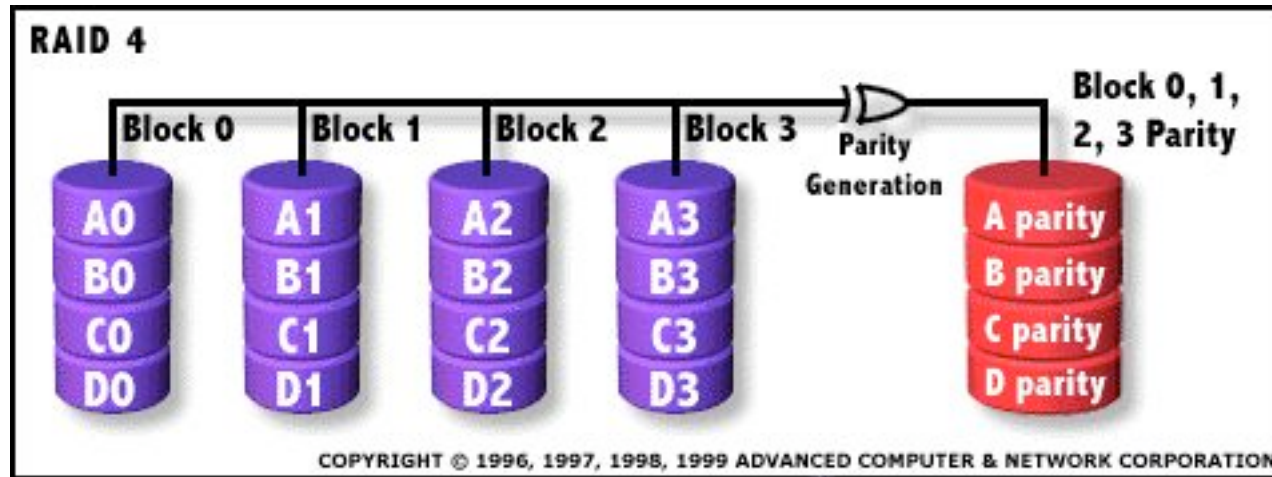 RAID 4
Block 0
Block 1
Block 2
Block 3
Parity
Generation
Block 0, 1,
2, 3 Parity
A0
A1
A2
A3
A parity
B0
B1
B2
B3
B parity
C0
C1
C2
C3
C parity
D0
D1
D2
D3
D parity
COPYRIGHT © 1996, 1997, 1998, 1999 ADVANCED COMPUTER & NETWORK CORPORATION